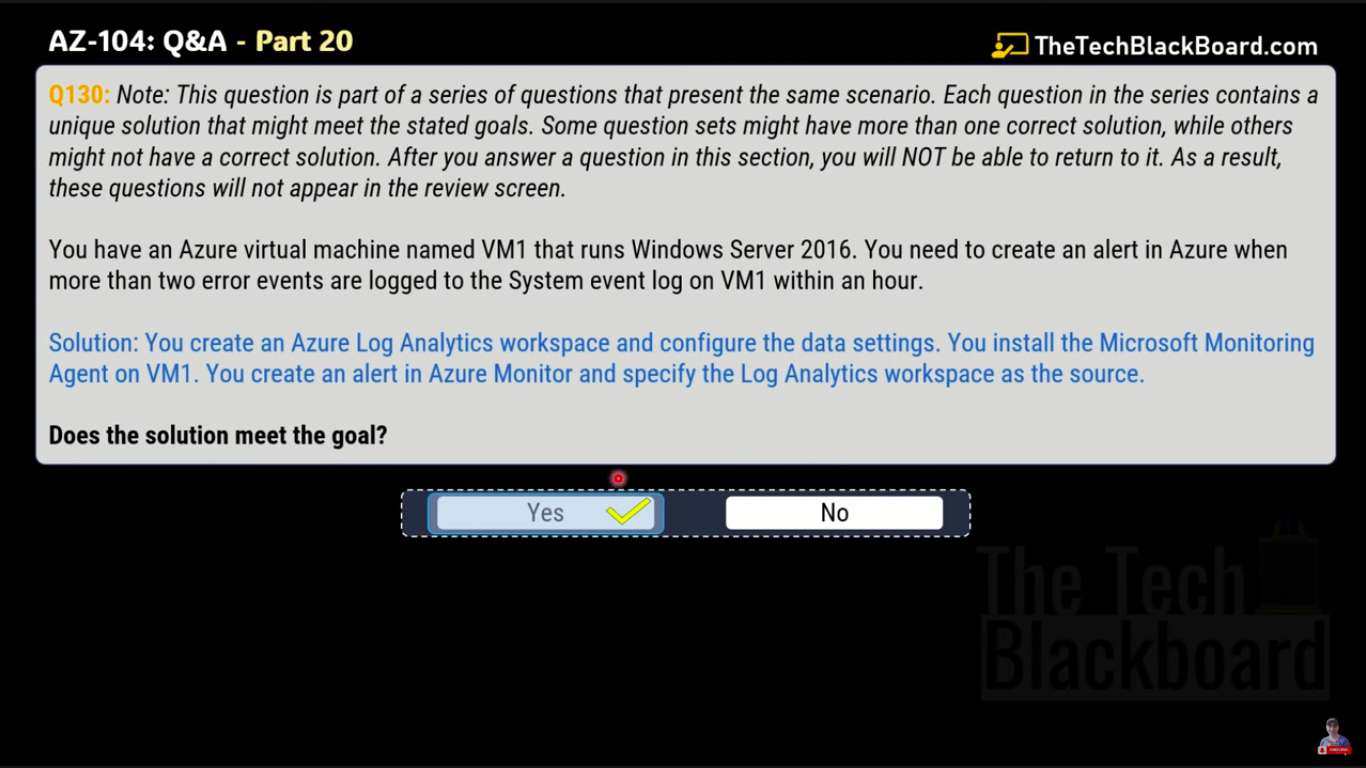 AZ-104: Q&A - Part 20
TheTechBlackBoard.com
Q130: Note: This question is part of a series of questions that present the same scenario. Each question in the series contains a
unique solution that might meet the stated goals. Some question sets might have more than one correct solution, while others
might not have a correct solution. After you answer a question in this section, you will NOT be able to return to it. As a result,
these questions will not appear in the review screen.
You have an Azure virtual machine named VM1 that runs Windows Server 2016. You need to create an alert in Azure when
more than two error events are logged to the System event log on VM1 within an hour.
Solution: You create an Azure Log Analytics workspace and configure the data settings. You install the Microsoft Monitoring
Agent on VM1. You create an alert in Azure Monitor and specify the Log Analytics workspace as the source.
Does the solution meet the goal?
Yes
No
The Tech
Blackboard